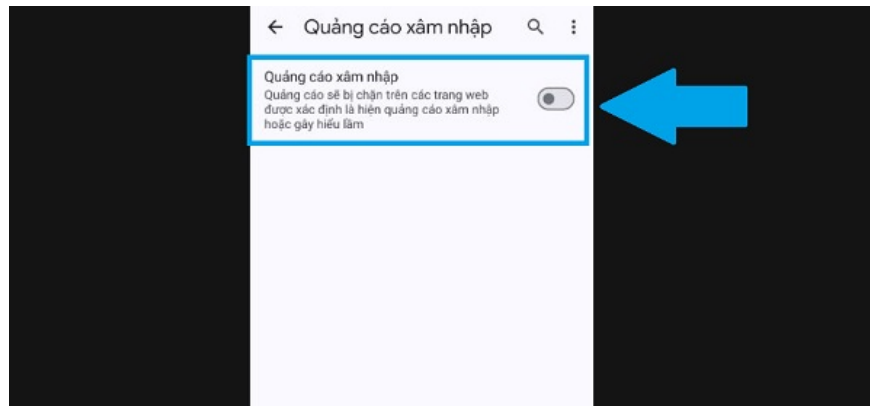 Quảng cáo xâm nhập
Quảng cáo xâm nhập
Quảng cáo sẽ bị chặn trên các trang web
được xác định là hiện quảng cáo xâm nhập
hoặc gây hiểu lầm